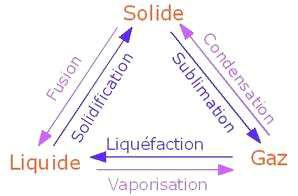 Solide
Fusion
Solidification
Sublimation
Condensation
Liquéfaction
Liquide
Gaz
Vaporisation